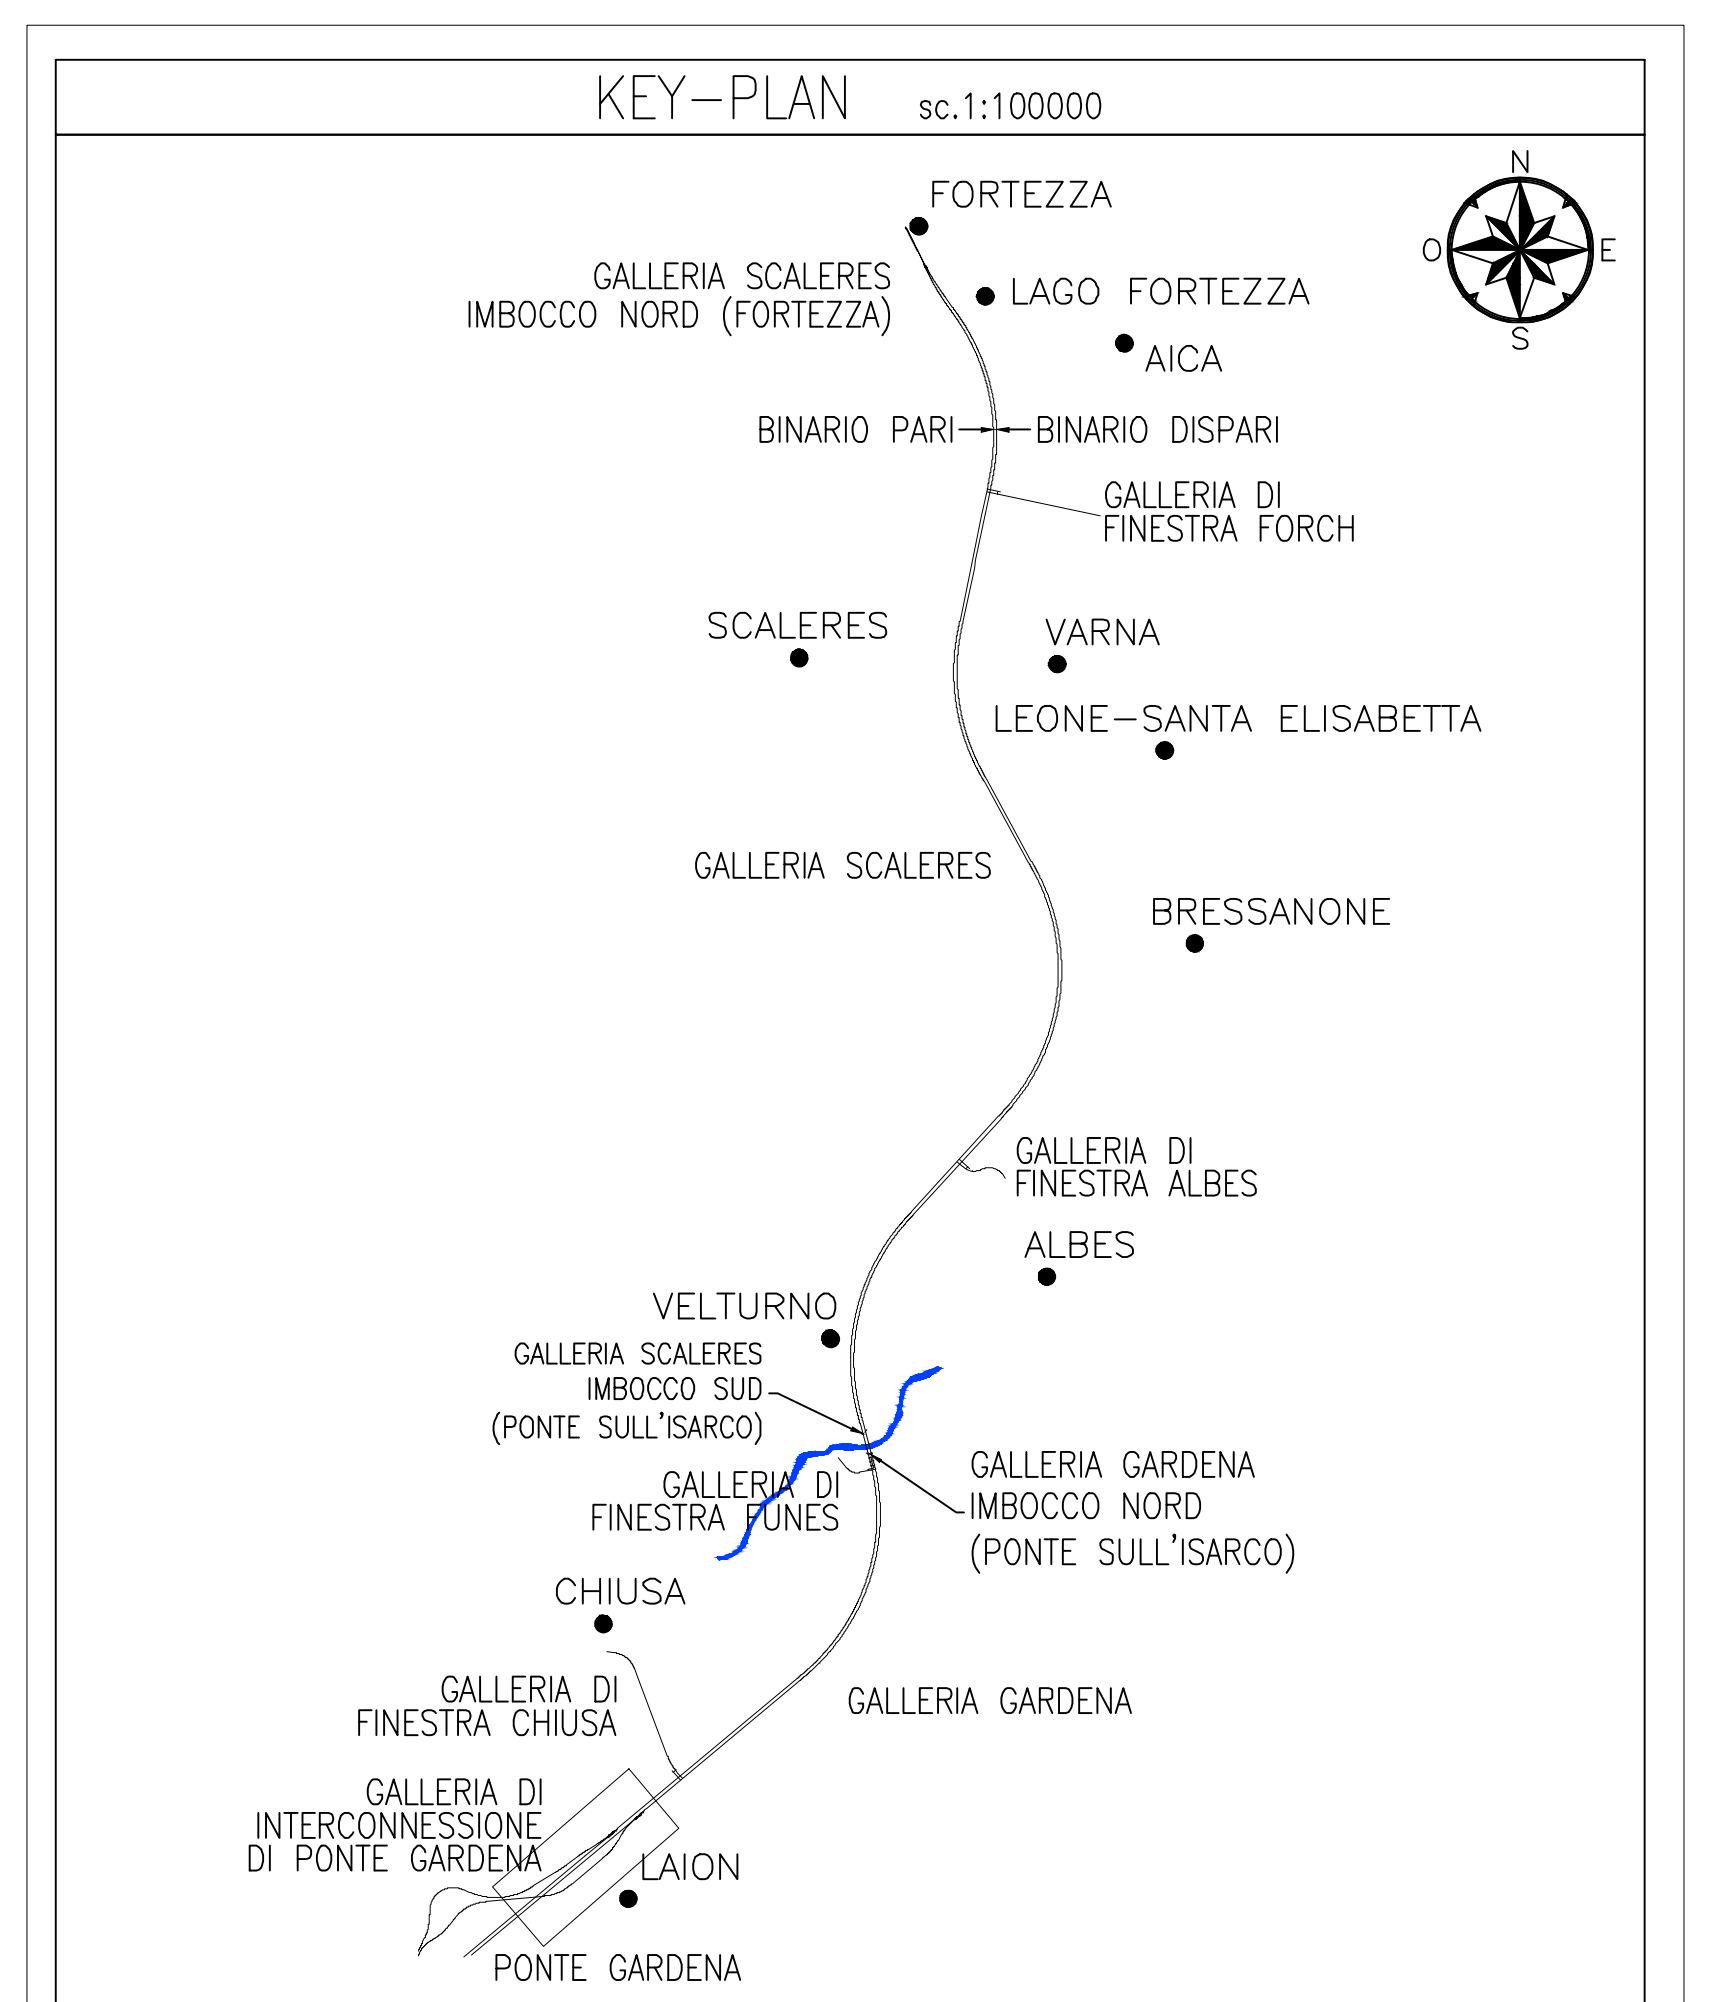 KEY-PLAN sc.1:100000
N
O
E
S
FORTEZZA
GALLERIA SCALERES
IMBOCCO NORD (FORTEZZA)
LAGO FORTEZZA
AICA
BINARIO PARI
BINARIO DISPARI
GALLERIA DI
FINESTRA FORCH
SCALERES
VARNA
LEONE-SANTA ELISABETTA
GALLERIA SCALERES
BRESSANONE
GALLERIA DI
FINESTRA ALBES
ALBES
VELTURNO
GALLERIA SCALERES
IMBOCCO SUD
(PONTE SULL'ISARCO)
GALLERIA DI
FINESTRA FUNES
GALLERIA GARDENA
IMBOCCO NORD
(PONTE SULL'ISARCO)
CHIUSA
GALLERIA DI
FINESTRA CHIUSA
GALLERIA GARDENA
GALLERIA DI
INTERCONNESSIONE
DI PONTE GARDENA
LAION
PONTE GARDENA